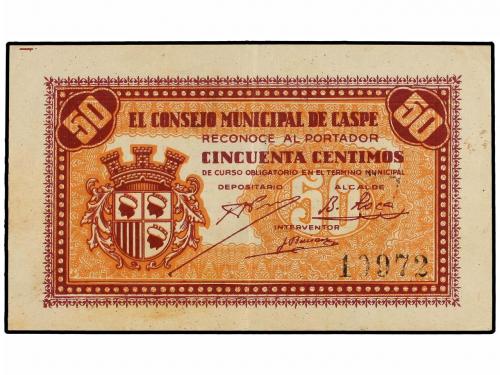 50 50
EL CONSEJO MUNICIPAL DE CASPE
RECONOCE AL PORTADOR
CINCUENTA CENTIMOS
DE CURSO OBLIGATORIO EN EL TERMINO MUNICIPAL
DEPOSITARIO ALCALDE
50
INTERVENTOR
10972